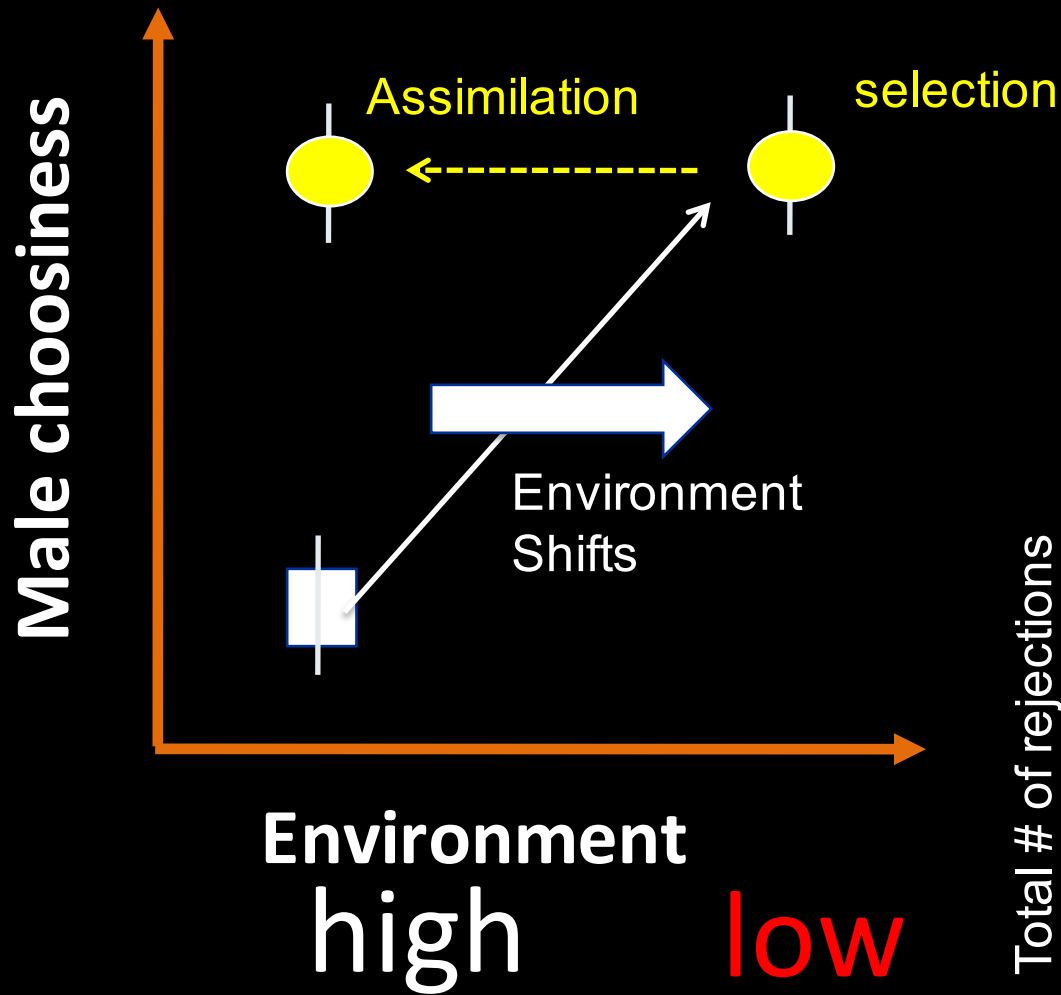 Assimilation
selection
Male choosiness
Environment
Shifts
Total # of rejections
Environment
high
low